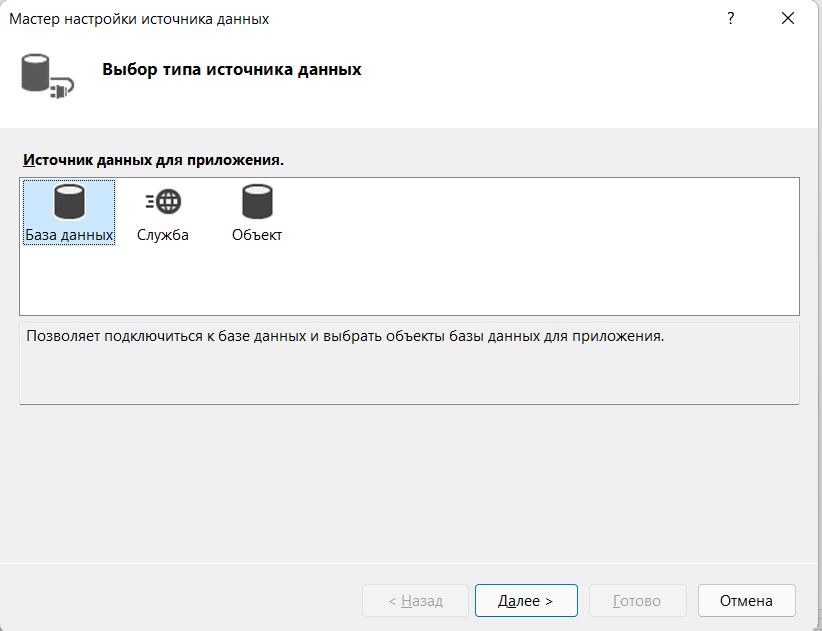 Мастер настройки источника данных
?
Выбор типа источника данных
Источник данных для приложения.
База данных
Служба
Объект
Позволяет подключиться к базе данных и выбрать объекты базы данных для приложения.
< Назад
Далее >
Готово
Отмена